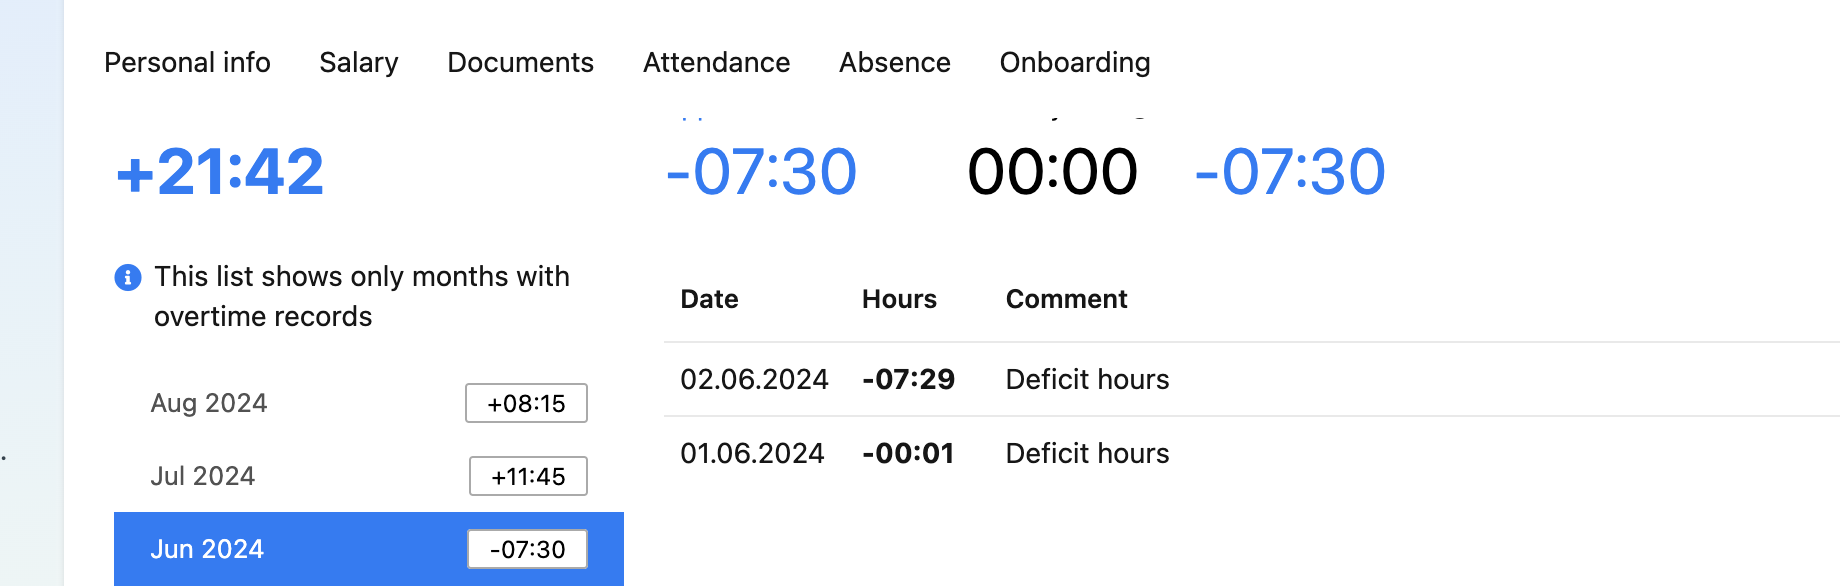 Personal info Salary Documents Attendance Absence Onboarding
+21:42
-07:30 00:00 -07:30
This list shows only months with
overtime records
Aug 2024 +08:15
Jul 2024 +11:45
Jun 2024 -07:30
Date Hours Comment
02.06.2024 -07:29 Deficit hours
01.06.2024 -00:01 Deficit hours